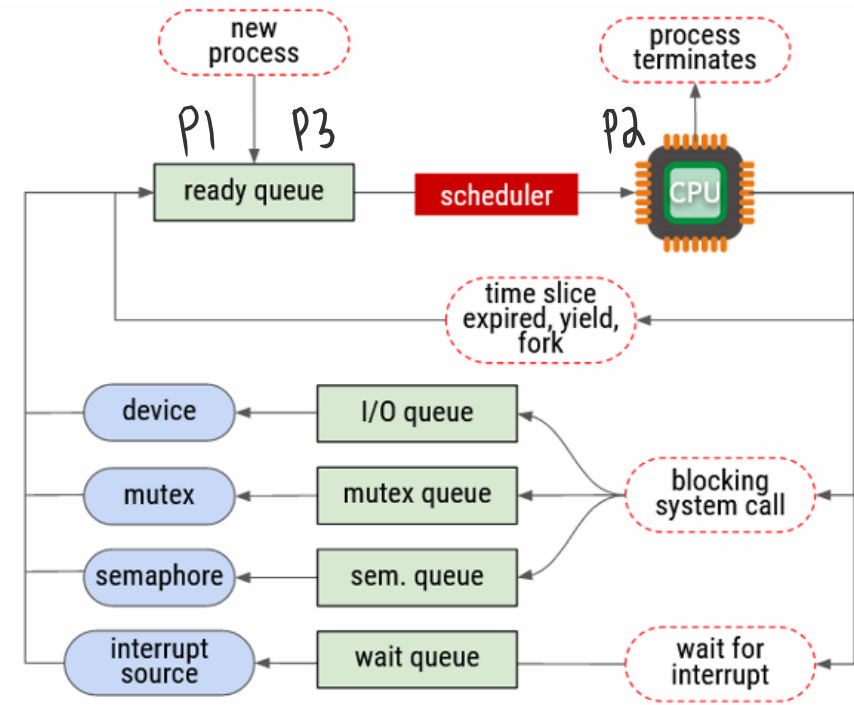 new
process
process
terminates
P1 P3 P2
ready queue
scheduler
CPU
time slice
expired, yield,
fork
device
I/O queue
mutex
mutex queue
blocking
system call
semaphore
sem. queue
interrupt
source
wait queue
wait for
interrupt